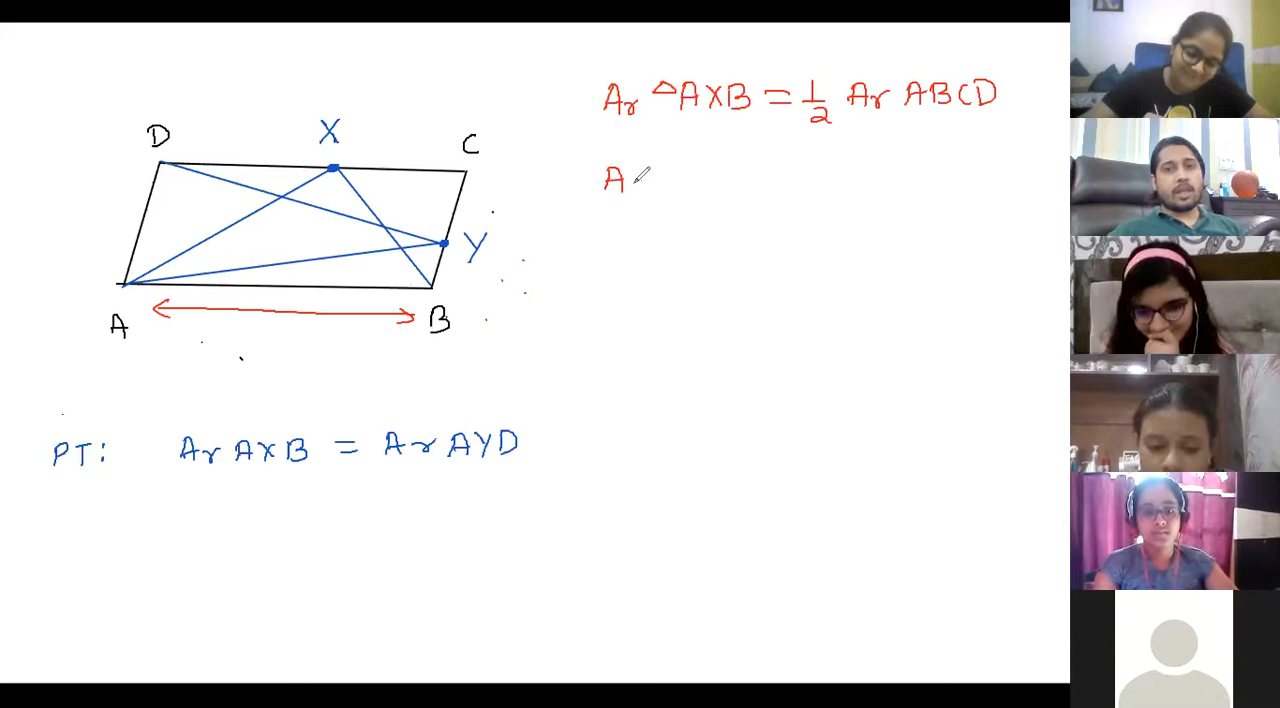 D X C
Y
A B
Ar △AXB = 1/2 Ar ABCD
A
PT: Ar AXB = Ar AYD